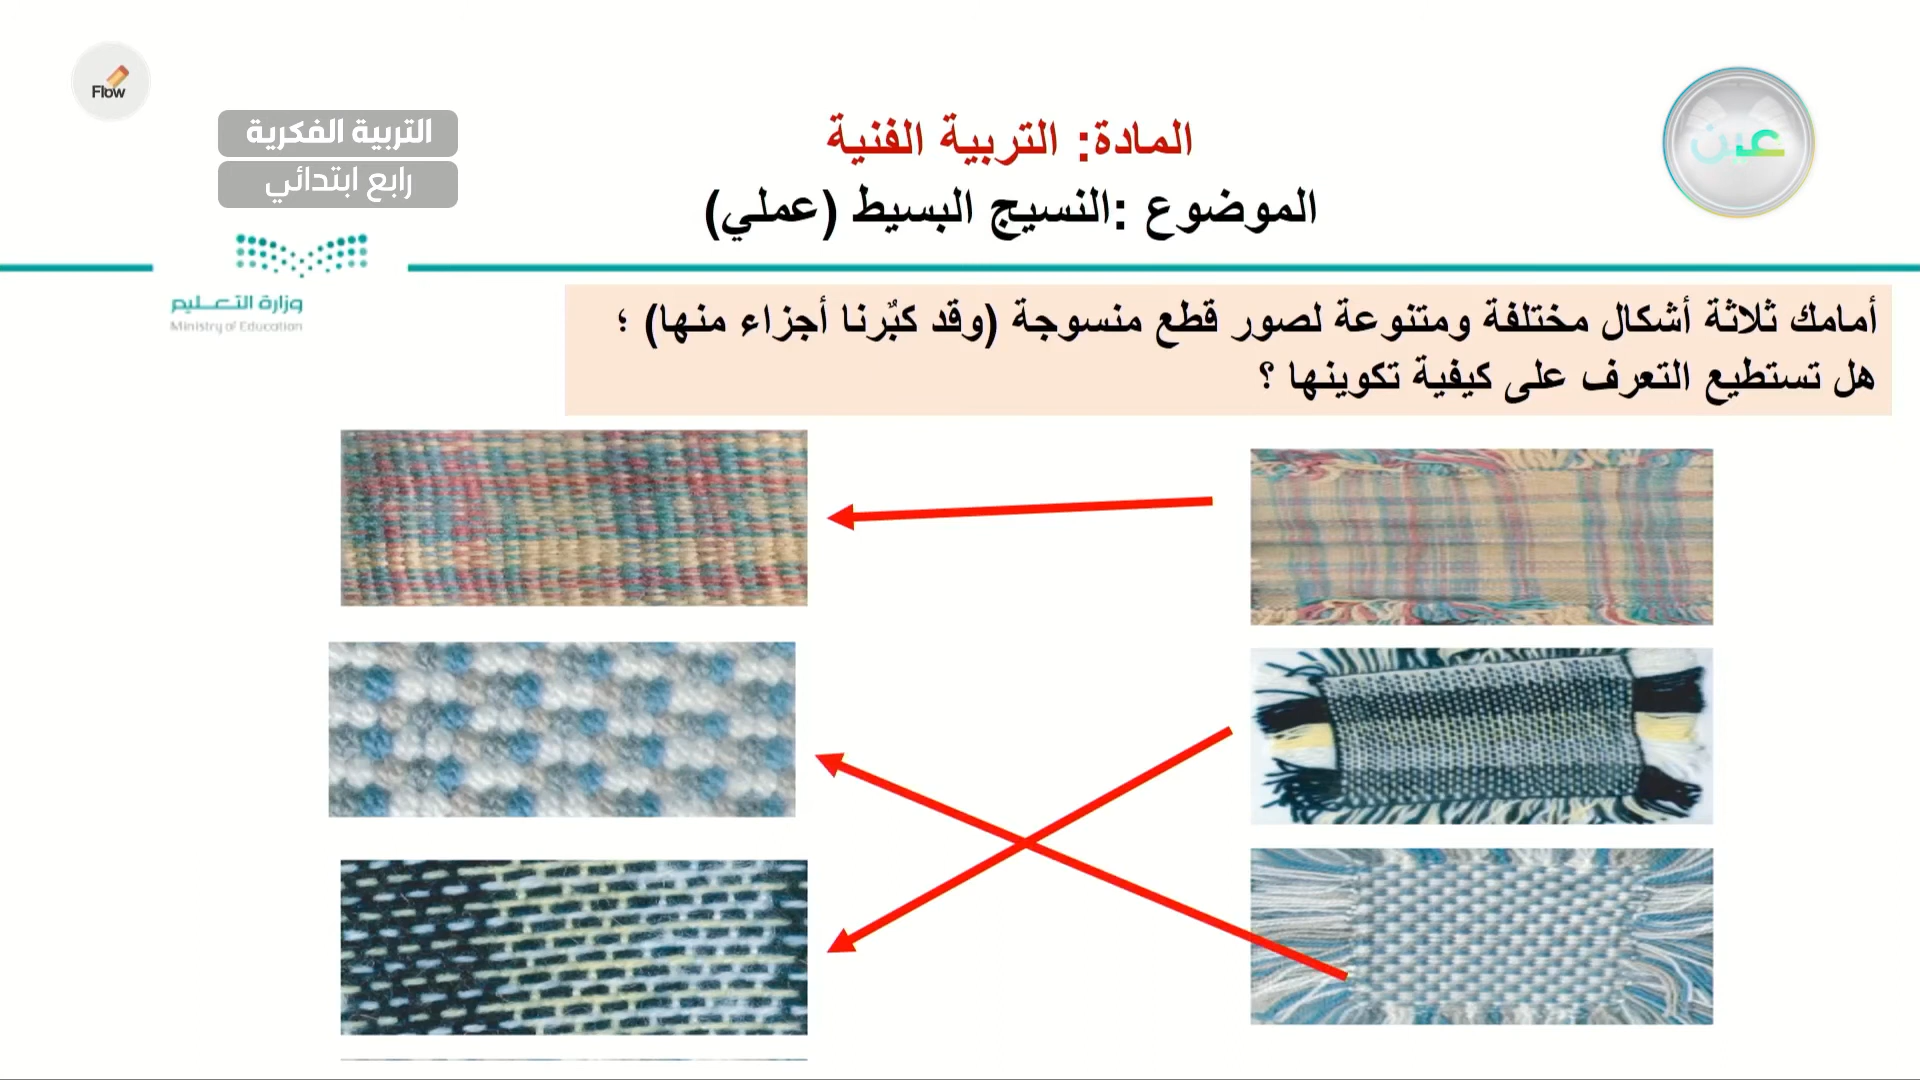 Flow
التربية الفكرية
رابع ابتدائي
المادة: التربية الفنية
الموضوع :النسيج البسيط (عملي)
عين
وزارة التعـــليم
Ministry of Education
أمامك ثلاثة أشكال مختلفة ومتنوعة لصور قطع منسوجة (وقد كبٌرنا أجزاء منها) ؛
هل تستطيع التعرف على كيفية تكوينها ؟